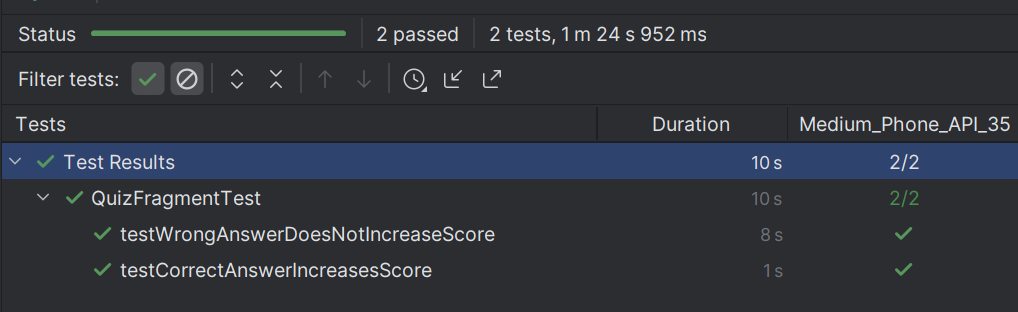 Status 2 passed 2 tests, 1 m 24 s 952 ms
Filter tests:
Tests Duration Medium_Phone_API_35
Test Results 10 s 2/2
QuizFragmentTest 10 s 2/2
testWrongAnswerDoesNotIncreaseScore 8 s
testCorrectAnswerIncreasesScore 1 s